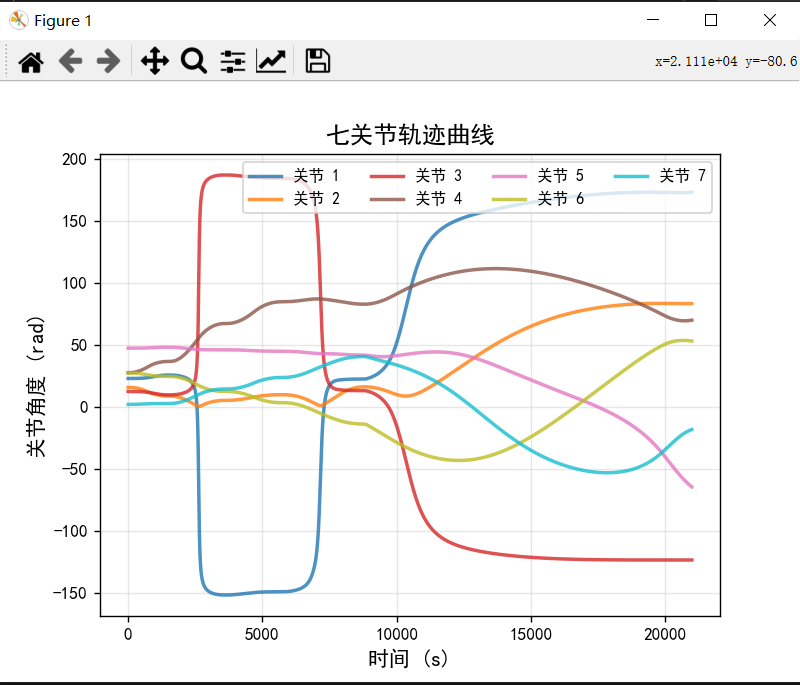 Figure 1
x=2.111e+04 y=-80.6
七关节轨迹曲线
关节 1 关节 3 关节 5 关节 7
关节 2 关节 4 关节 6
200
150
100
50
0
−50
−100
−150
关节角度 (rad)
0 5000 10000 15000 20000
时间 (s)